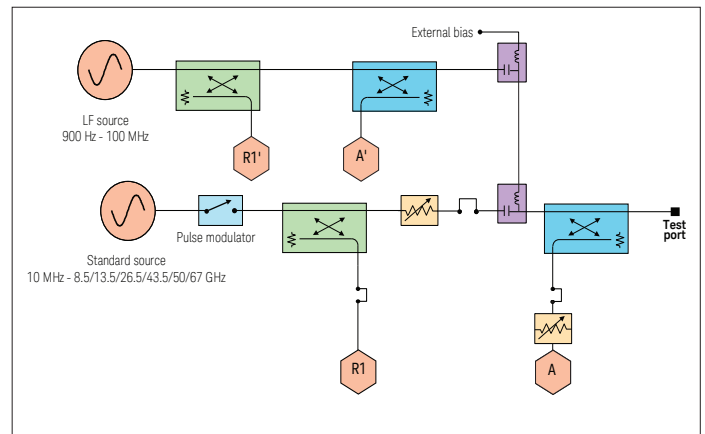 External bias
LF source
900 Hz - 100 MHz
R1'
A'
Pulse modulator
Test
port
Standard source
10 MHz - 8.5/13.5/26.5/43.5/50/67 GHz
R1
A